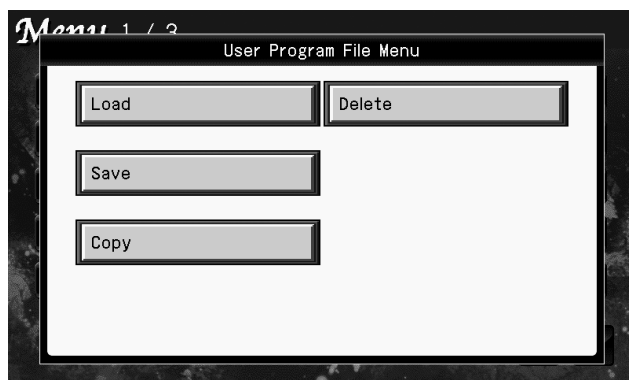 Menu 1 / 3
User Program File Menu
Load
Delete
Save
Copy